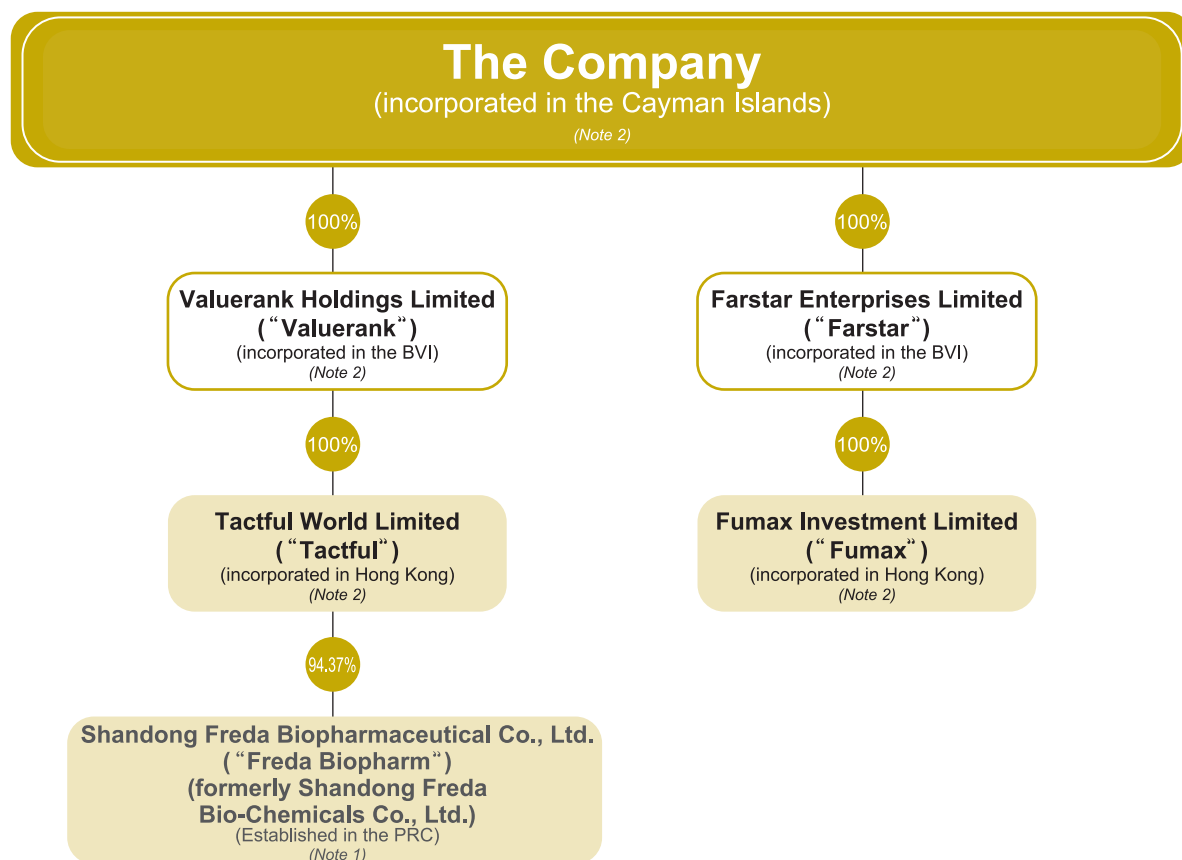 The Company
(incorporated in the Cayman Islands)
(Note 2)
100%
100%
Valuerank Holdings Limited
(“Valuerank”)
(incorporated in the BVI)
(Note 2)
Farstar Enterprises Limited
(“Farstar”)
(incorporated in the BVI)
(Note 2)
100%
100%
Tactful World Limited
(“Tactful”)
(incorporated in Hong Kong)
(Note 2)
Fumax Investment Limited
(“Fumax”)
(incorporated in Hong Kong)
(Note 2)
94.37%
Shandong Freda Biopharmaceutical Co., Ltd.
(“Freda Biopharm”)
(formerly Shandong Freda
Bio-Chemicals Co., Ltd.)
(Established in the PRC)
(Note 1)